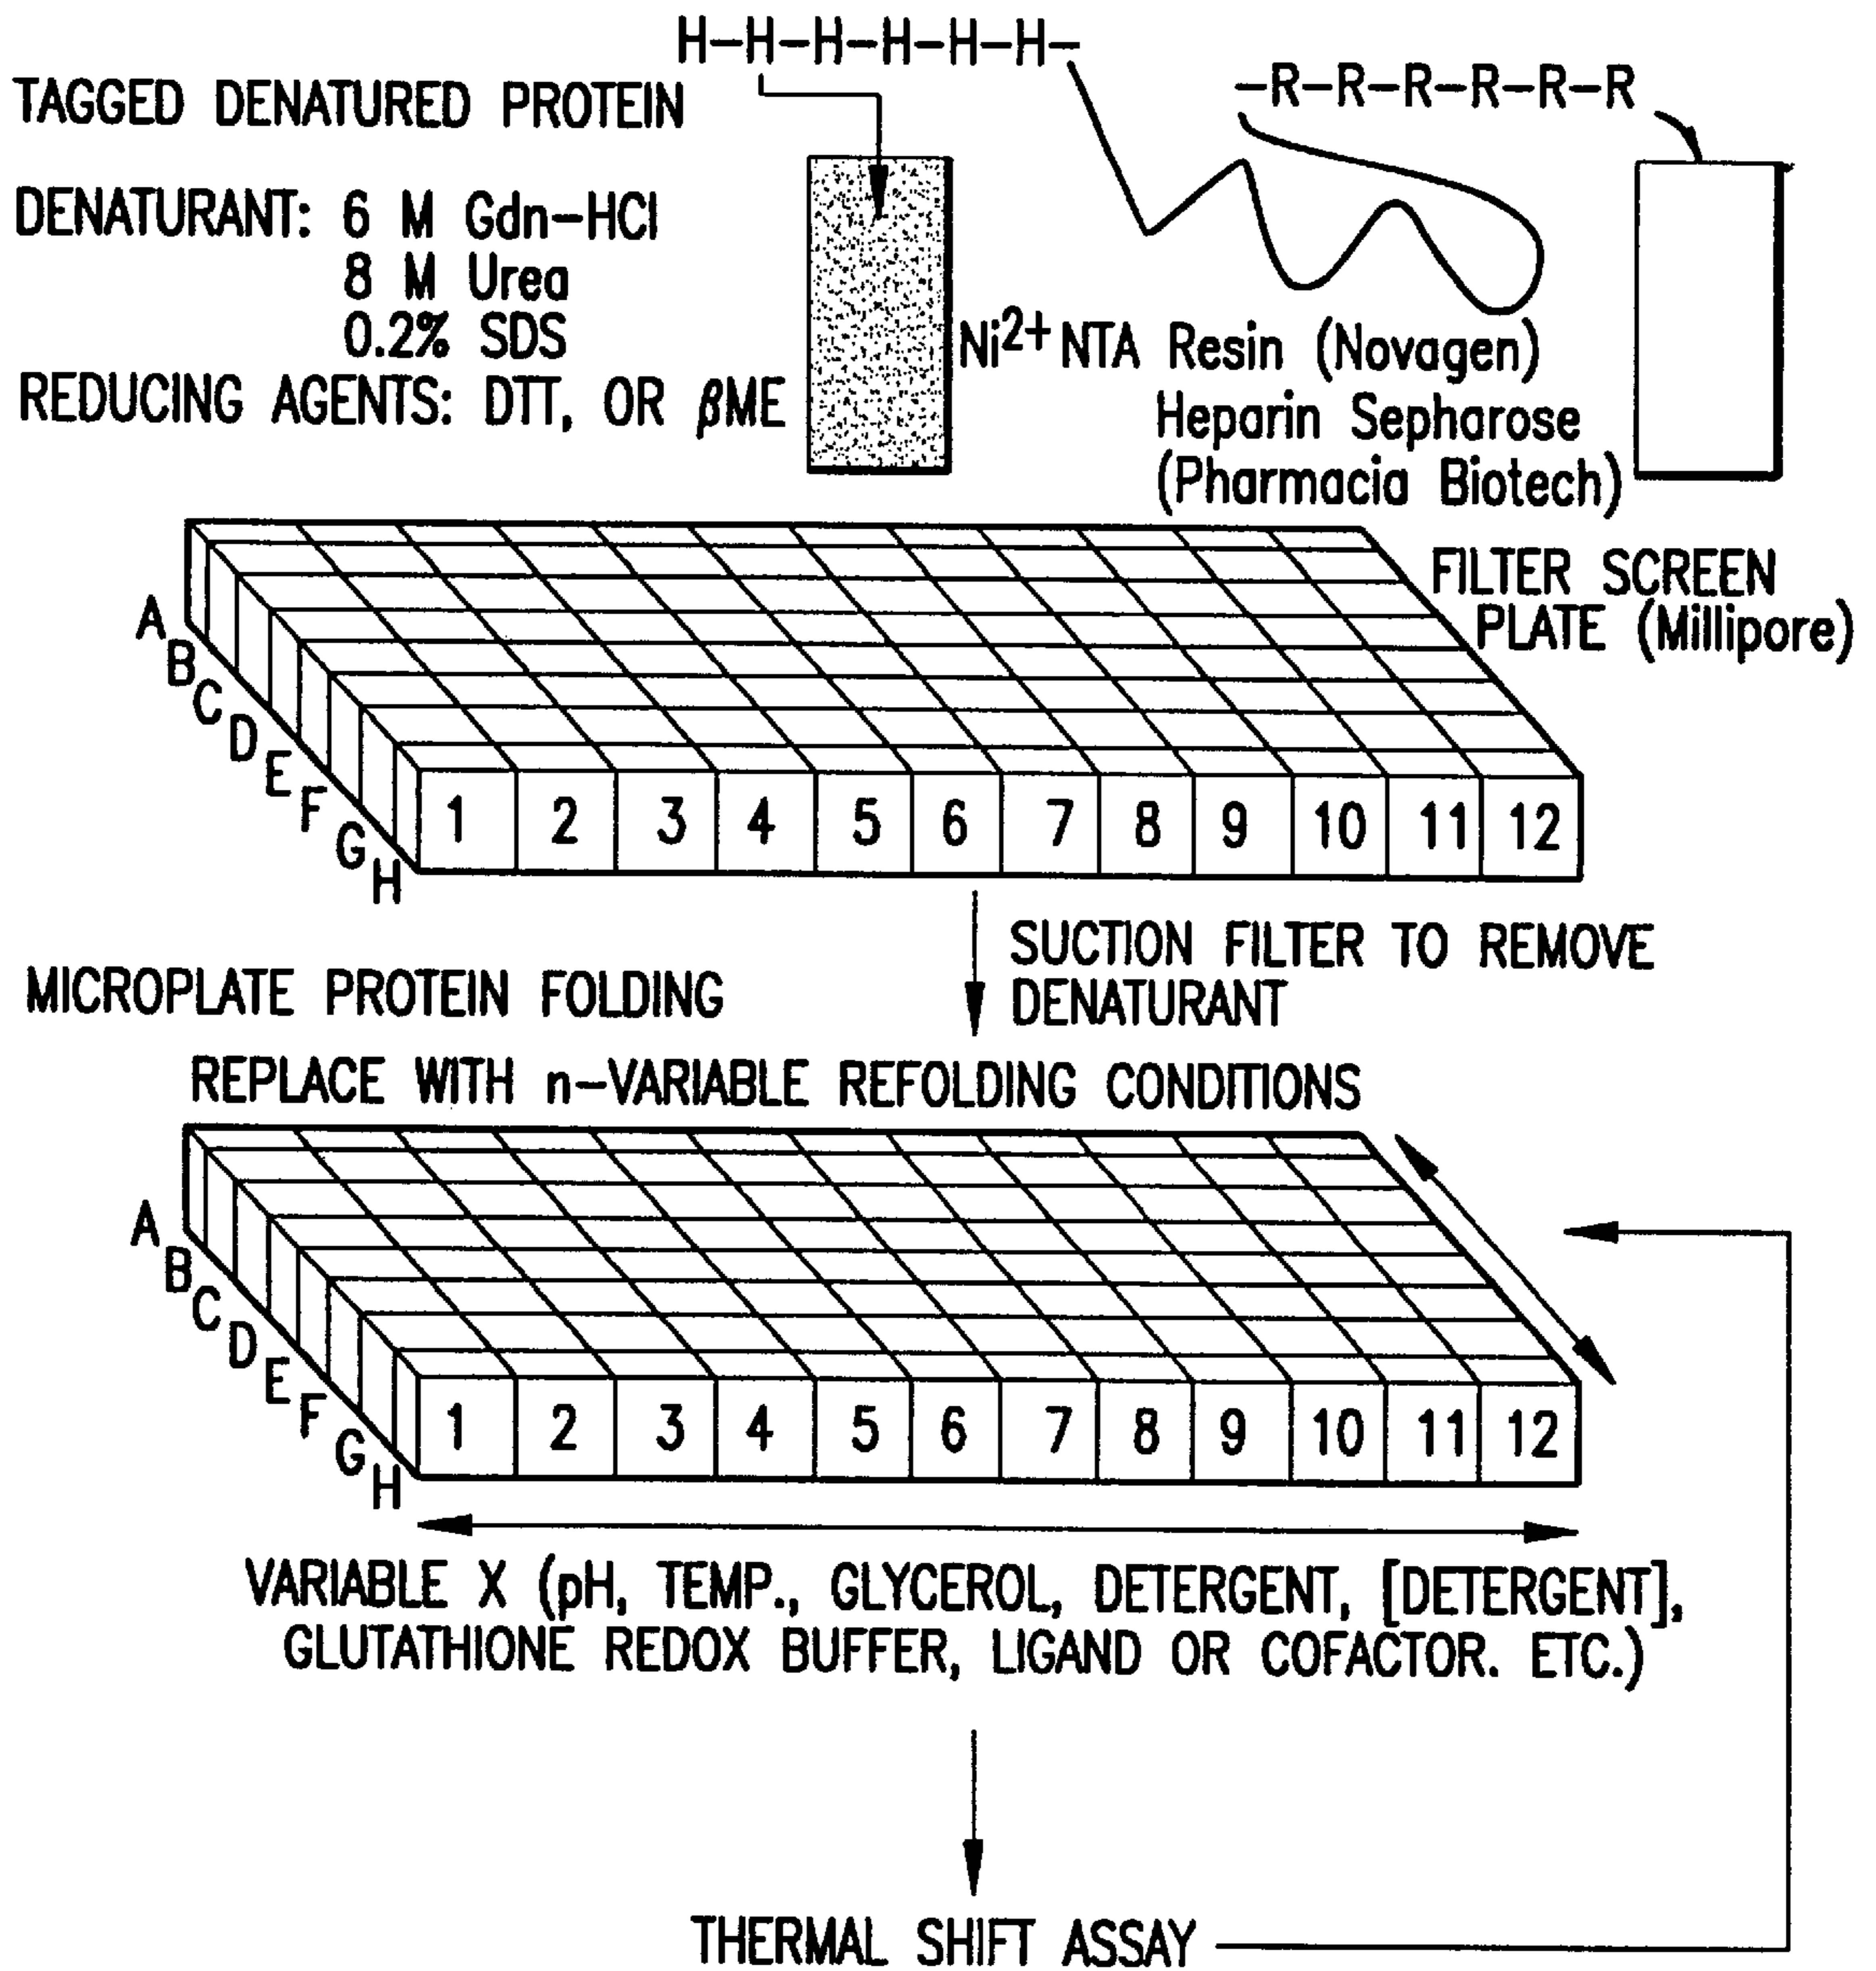 H-H-H-H-H-H-
-R-R-R-R-R-R
TAGGED DENATURED PROTEIN
DENATURANT: 6 M Gdn-HCl
8 M Urea
0.2% SDS
REDUCING AGENTS: DTT, OR βME
Ni2+ NTA Resin (Novagen)
Heparin Sepharose
(Pharmacia Biotech)
FILTER SCREEN
PLATE (Millipore)
A
B
C
D
E
F
G
H
1 2 3 4 5 6 7 8 9 10 11 12
SUCTION FILTER TO REMOVE
DENATURANT
MICROPLATE PROTEIN FOLDING
REPLACE WITH n-VARIABLE REFOLDING CONDITIONS
A
B
C
D
E
F
G
H
1 2 3 4 5 6 7 8 9 10 11 12
VARIABLE X (pH, TEMP., GLYCEROL, DETERGENT, [DETERGENT],
GLUTATHIONE REDOX BUFFER, LIGAND OR COFACTOR. ETC.)
THERMAL SHIFT ASSAY